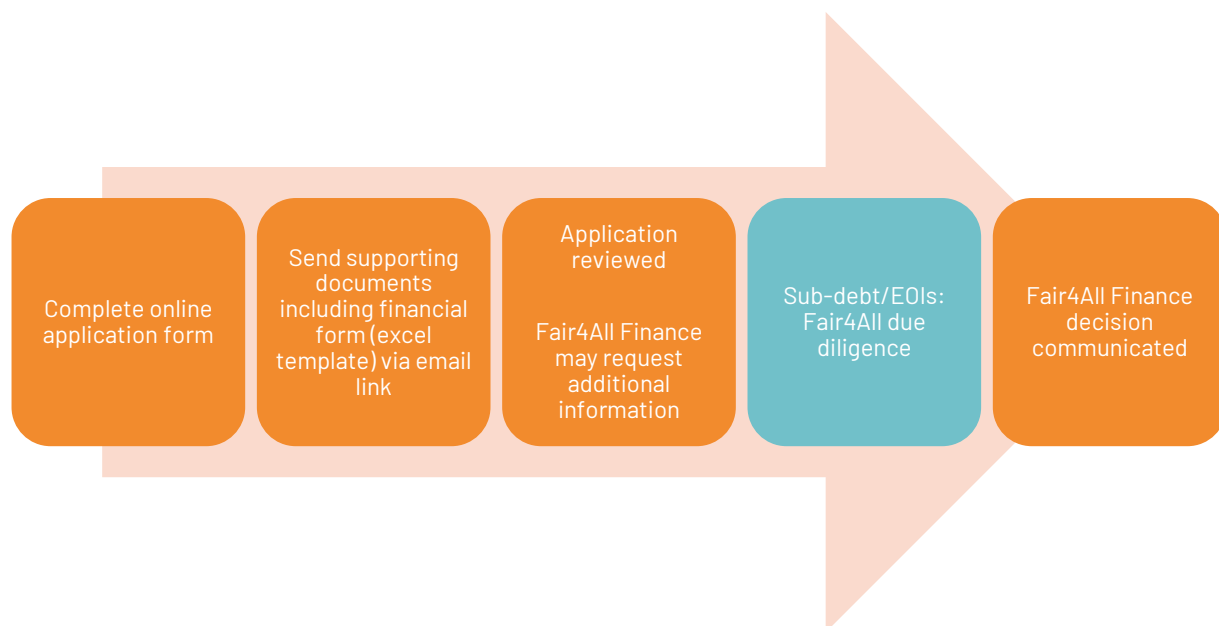 Complete online
application form
Send supporting
documents
including financial
form (excel
template) via email
link
Application
reviewed
Fair4All Finance
may request
additional
information
Sub-debt/EOIs:
Fair4All due
diligence
Fair4All Finance
decision
communicated